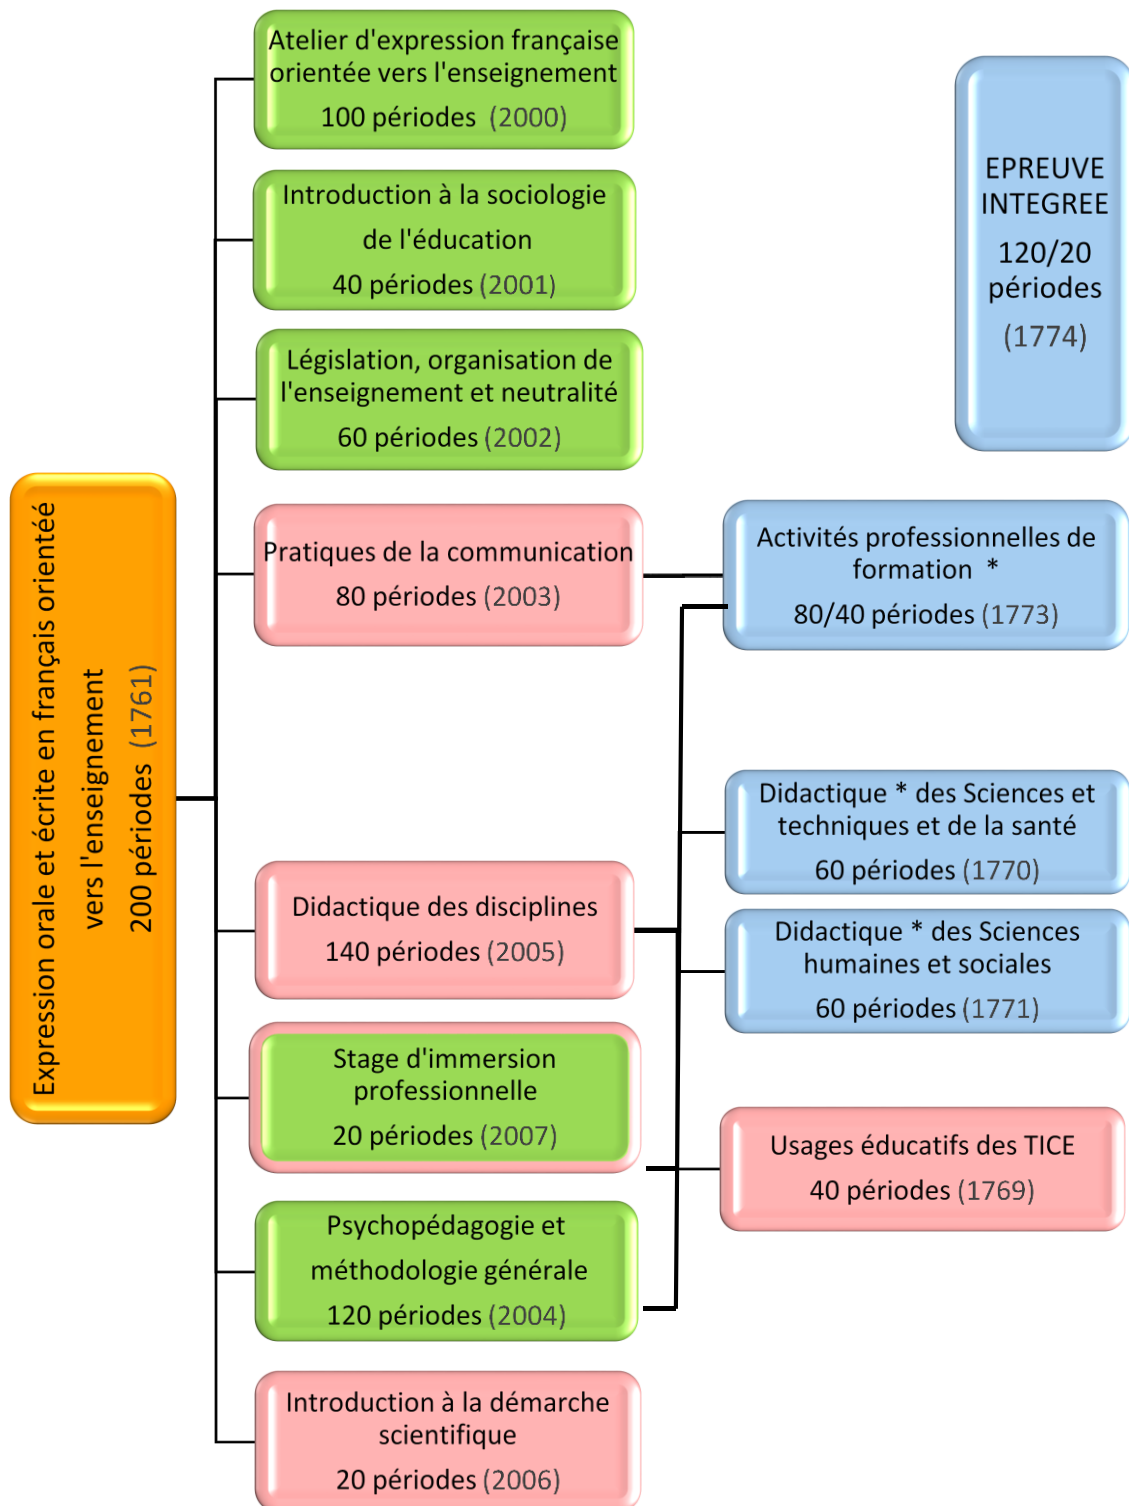 Expression orale et écrite en français orientée
vers l'enseignement
200 périodes (1761)
Atelier d'expression française
orientée vers l'enseignement
100 périodes (2000)
Introduction à la sociologie
de l'éducation
40 périodes (2001)
Législation, organisation de
l'enseignement et neutralité
60 périodes (2002)
Pratiques de la communication
80 périodes (2003)
Didactique des disciplines
140 périodes (2005)
Stage d'immersion
professionnelle
20 périodes (2007)
Psychopédagogie et
méthodologie générale
120 périodes (2004)
Introduction à la démarche
scientifique
20 périodes (2006)
EPREUVE
INTEGREE
120/20
périodes
(1774)
Activités professionnelles de
formation *
80/40 périodes (1773)
Didactique * des Sciences et
techniques et de la santé
60 périodes (1770)
Didactique * des Sciences
humaines et sociales
60 périodes (1771)
Usages éducatifs des TICE
40 périodes (1769)